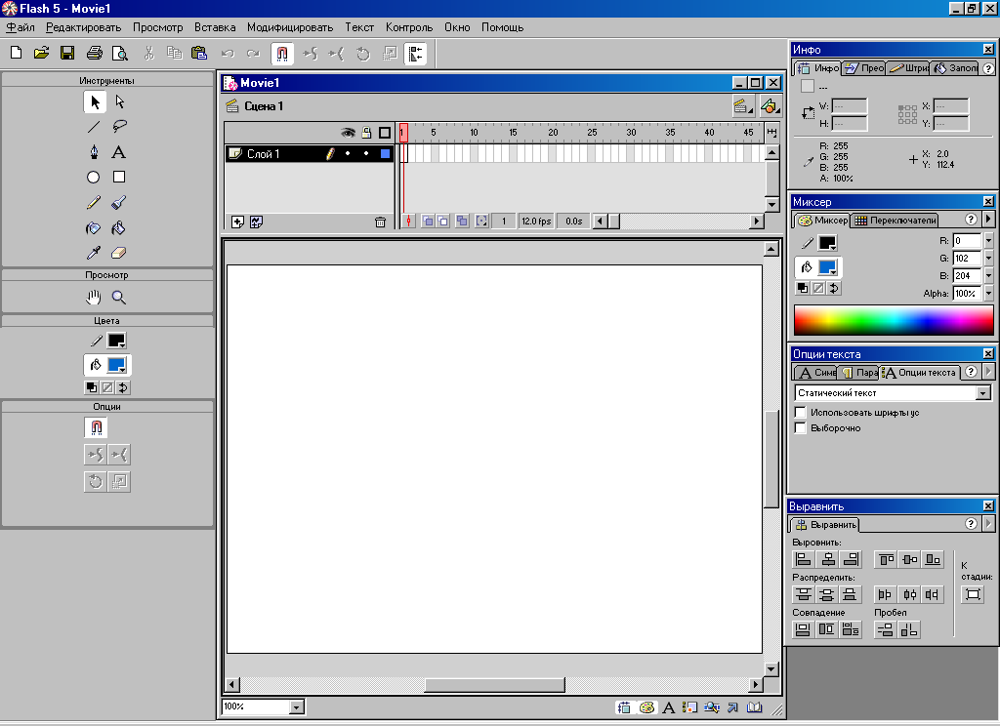 Flash 5 - Movie1
Файл Редактировать Просмотр Вставка Модифицировать Текст Контроль Окно Помощь
Инструменты
Просмотр
Цвета
Опции
Movie1
Сцена 1
1 5 10 15 20 25 30 35 40 45
Слой 1
1 12.0 fps 0.0s
100%
Инфо
Инфо Прео Штри Запол
---
W: --- X: ---
H: --- Y: ---
R: 255
G: 255
B: 255
A: 100%
X: 2.0
Y: 112.4
Миксер
Миксер Переключатели
R: 0
G: 102
B: 204
Alpha: 100%
Опции текста
Симв Пара Опции текста
Статический текст
Использовать шрифты ус
Выборочно
Выравнить
Выравнить
Выровнить:
Распределить:
Совпадение Пробел
К
стадии: